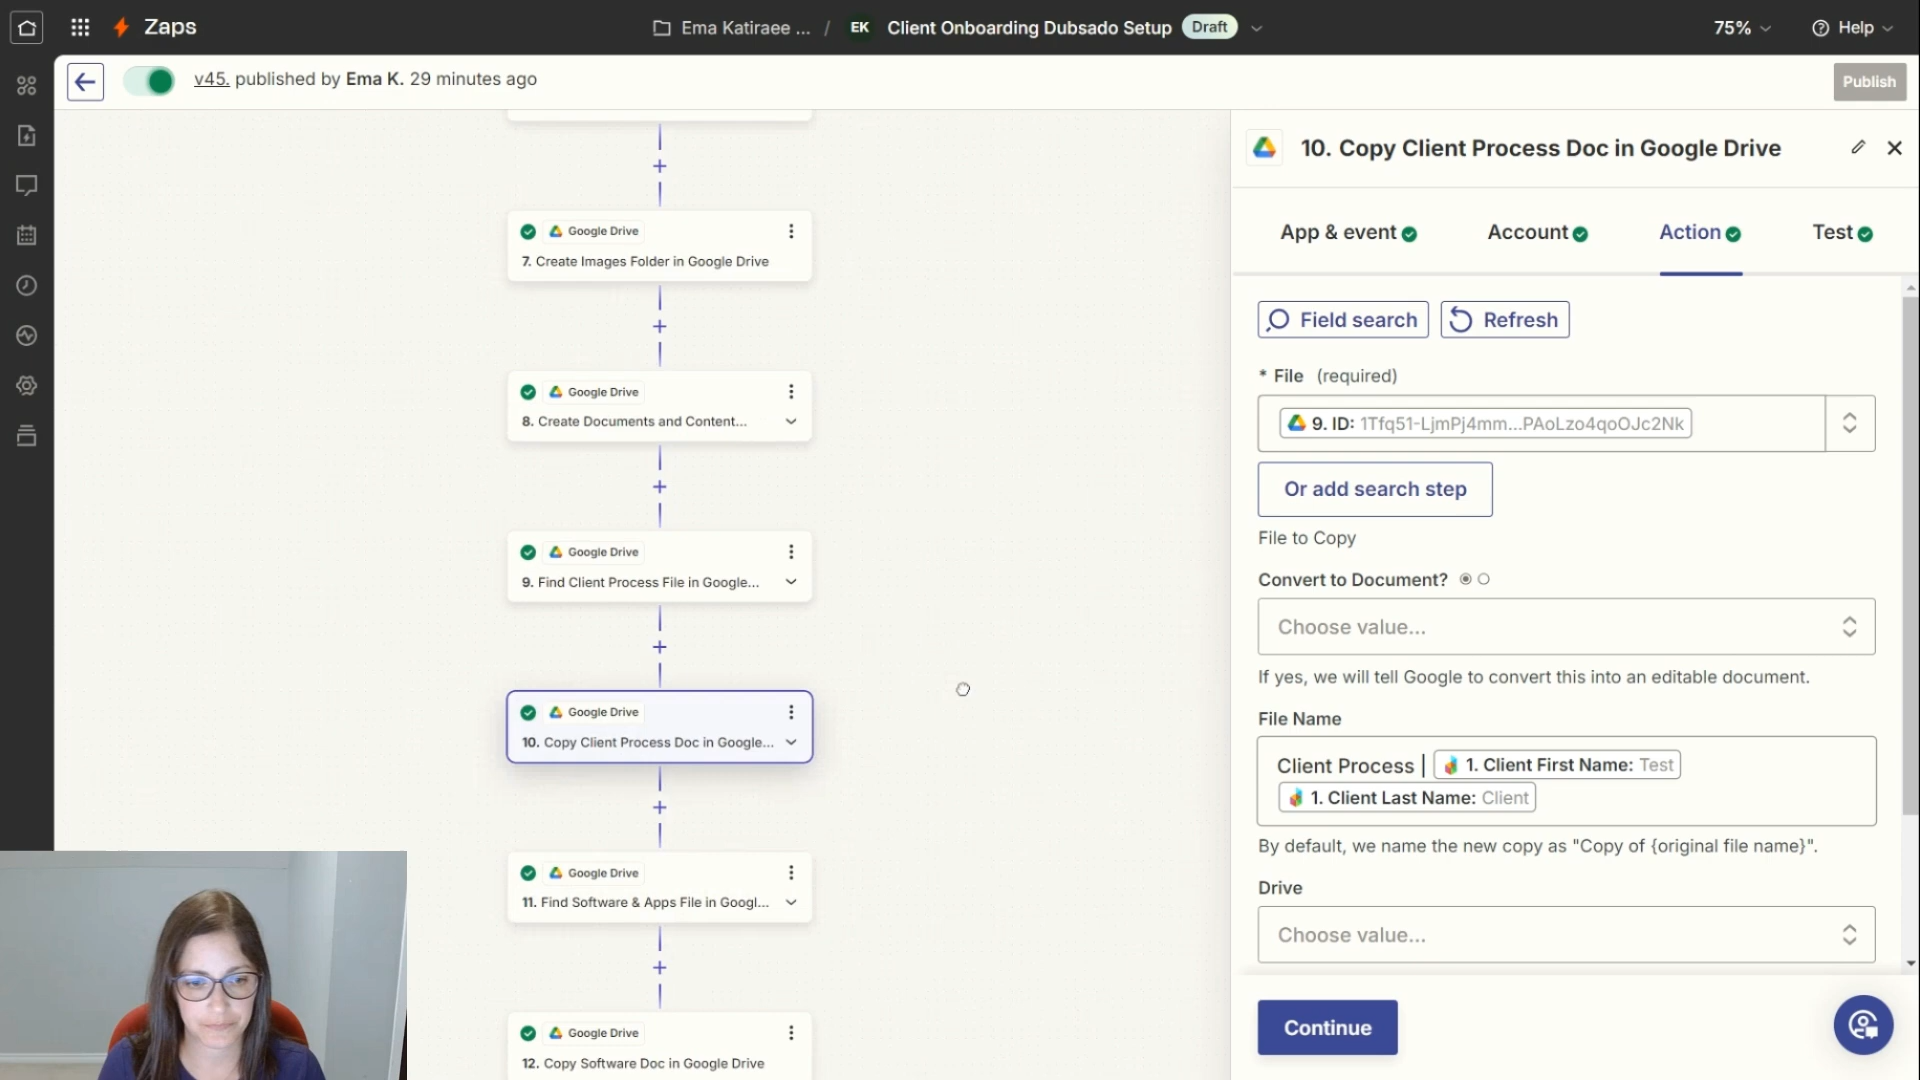 Zaps
Ema Katiraee ... / EK Client Onboarding Dubsado Setup Draft
75%
Help
v45. published by Ema K. 29 minutes ago
Publish
Google Drive
7. Create Images Folder in Google Drive
Google Drive
8. Create Documents and Content...
Google Drive
9. Find Client Process File in Google...
Google Drive
10. Copy Client Process Doc in Google...
Google Drive
11. Find Software & Apps File in Googl...
Google Drive
12. Copy Software Doc in Google Drive
10. Copy Client Process Doc in Google Drive
App & event
Account
Action
Test
Field search
Refresh
* File (required)
9. ID: 1Tfq51-LjmPj4mm...PAoLzo4qoOJc2Nk
Or add search step
File to Copy
Convert to Document?
Choose value...
If yes, we will tell Google to convert this into an editable document.
File Name
Client Process | 1. Client First Name: Test
1. Client Last Name: Client
By default, we name the new copy as "Copy of {original file name}".
Drive
Choose value...
Continue